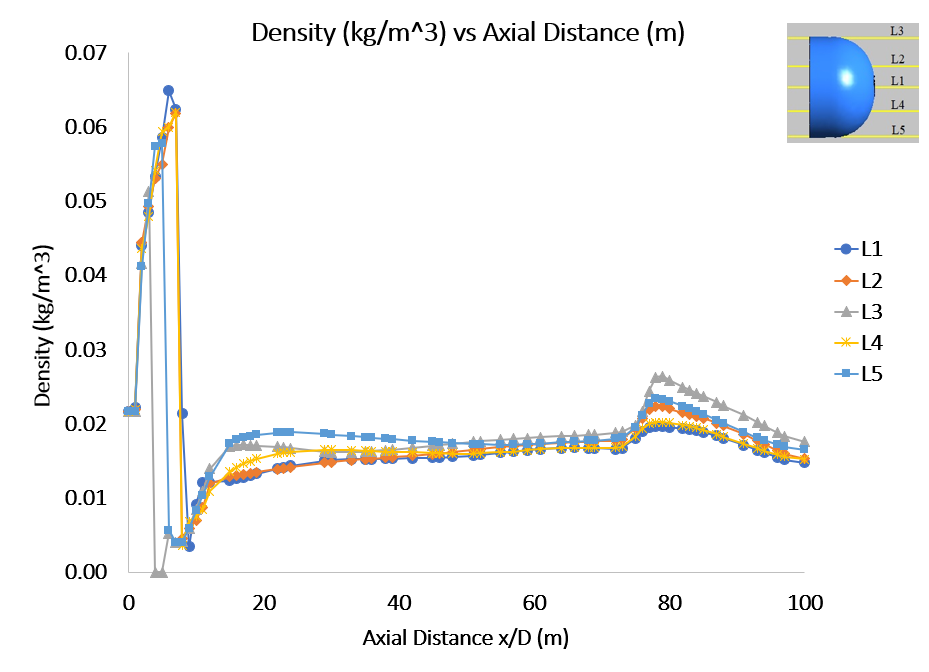 Density (kg/m^3) vs Axial Distance (m)
L3
L2
L1
L4
L5
Density (kg/m^3)
0.07
0.06
0.05
0.04
0.03
0.02
0.01
0.00
0 20 40 60 80 100
Axial Distance x/D (m)
L1
L2
L3
L4
L5